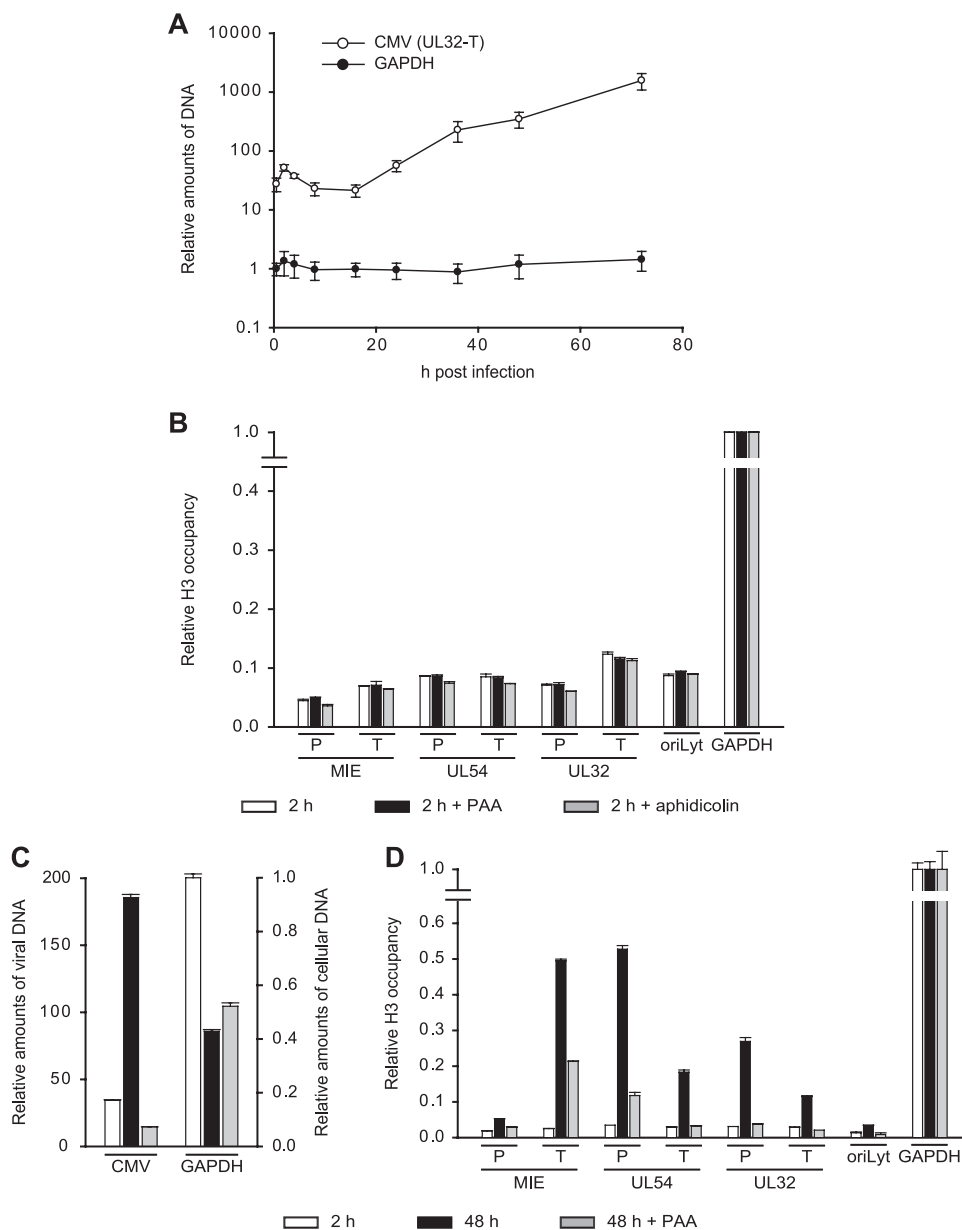 A
CMV (UL32-T)
GAPDH
Relative amounts of DNA
10000
1000
100
10
1
0.1
0 20 40 60 80
h post infection
B
Relative H3 occupancy
1.0
0.4
0.3
0.2
0.1
0.0
P T P T P T oriLyt GAPDH
MIE UL54 UL32
2 h 2 h + PAA 2 h + aphidicolin
C
Relative amounts of viral DNA
200
150
100
50
0
Relative amounts of cellular DNA
1.0
0.8
0.6
0.4
0.2
0.0
CMV GAPDH
D
Relative H3 occupancy
1.0
0.6
0.5
0.4
0.3
0.2
0.1
0.0
P T P T P T oriLyt GAPDH
MIE UL54 UL32
2 h 48 h 48 h + PAA